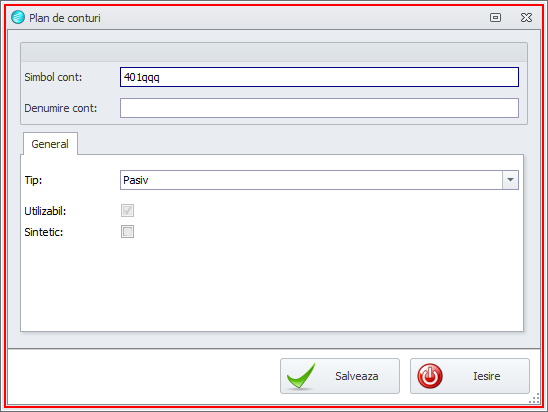 Plan de conturi
Simbol cont: 401qqq
Denumire cont:
General
Tip: Pasiv
Utilizabil:
Sintetic:
Salveaza Iesire